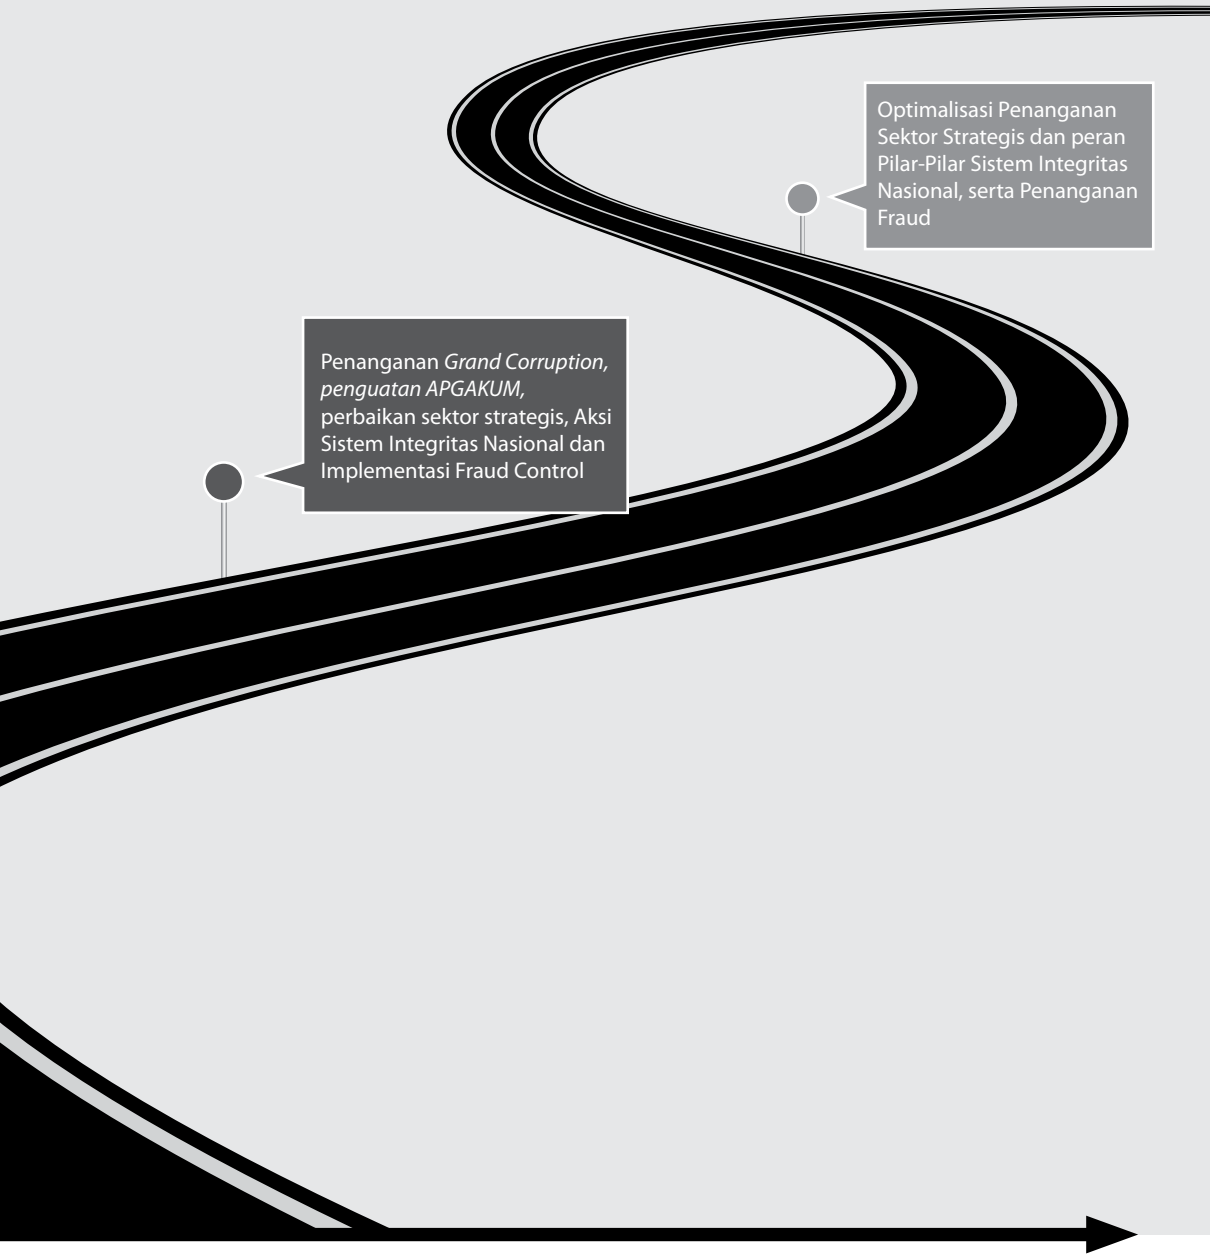 Optimalisasi Penanganan
Sektor Strategis dan peran
Pilar-Pilar Sistem Integritas
Nasional, serta Penanganan
Fraud
Penanganan Grand Corruption,
penguatan APGAKUM,
perbaikan sektor strategis, Aksi
Sistem Integritas Nasional dan
Implementasi Fraud Control